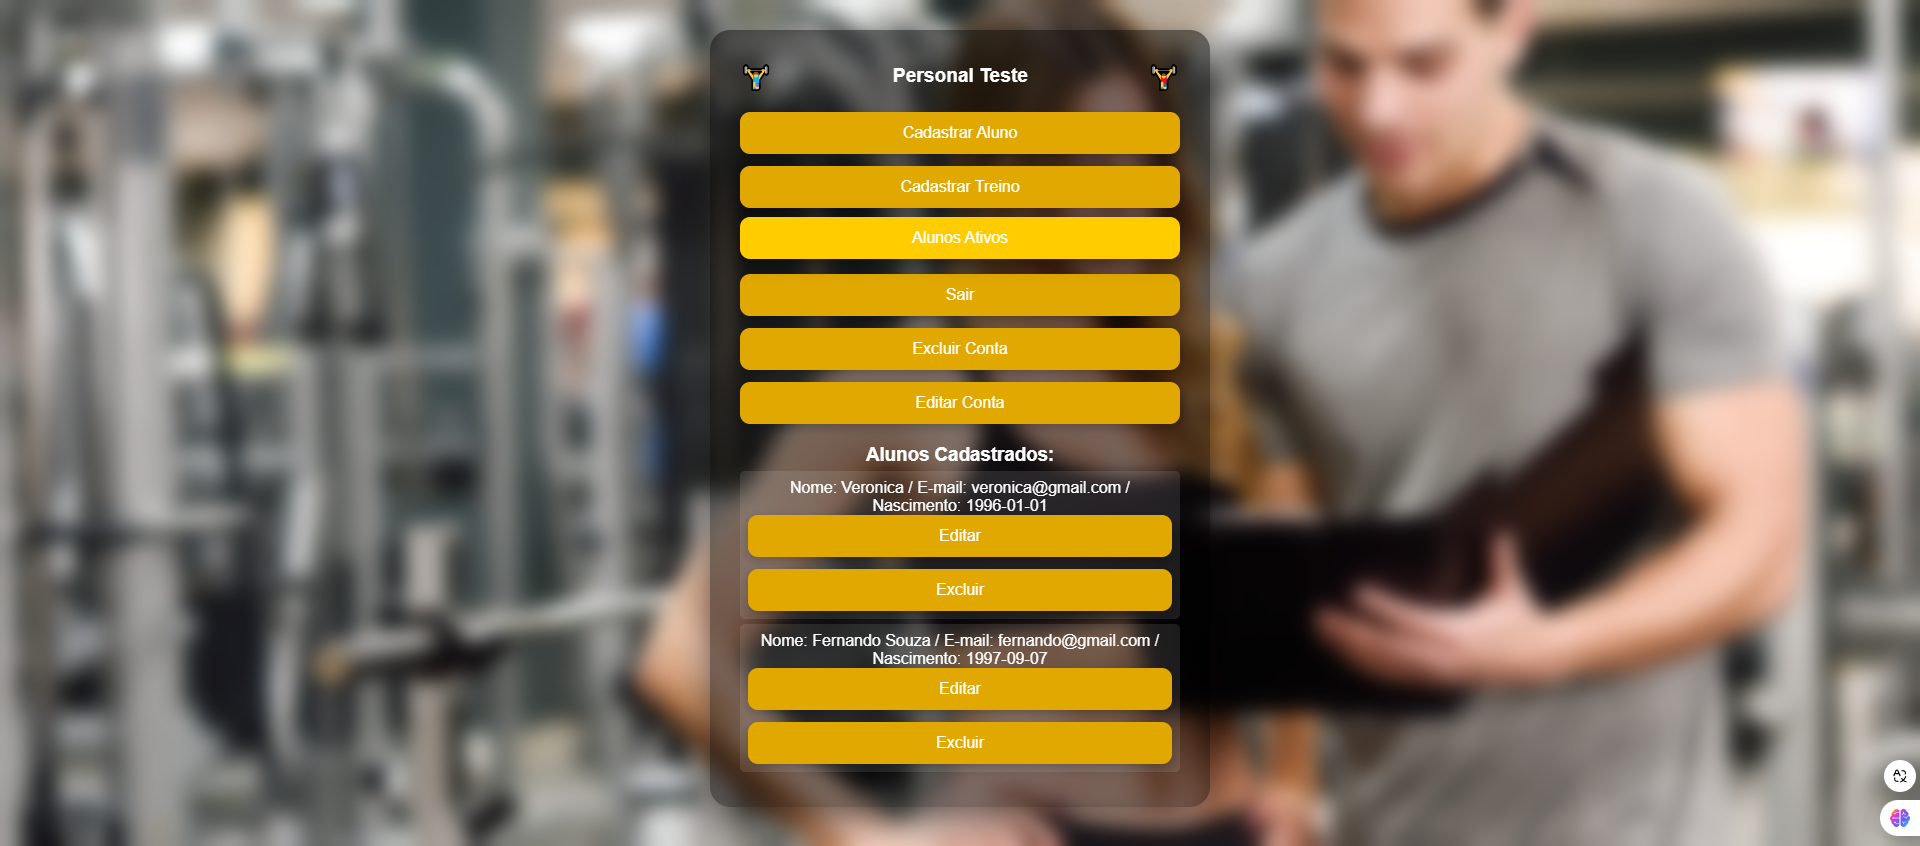 Personal Teste
Cadastrar Aluno
Cadastrar Treino
Alunos Ativos
Sair
Excluir Conta
Editar Conta
Alunos Cadastrados:
Nome: Veronica / E-mail: veronica@gmail.com /
Nascimento: 1996-01-01
Editar
Excluir
Nome: Fernando Souza / E-mail: fernando@gmail.com /
Nascimento: 1997-09-07
Editar
Excluir